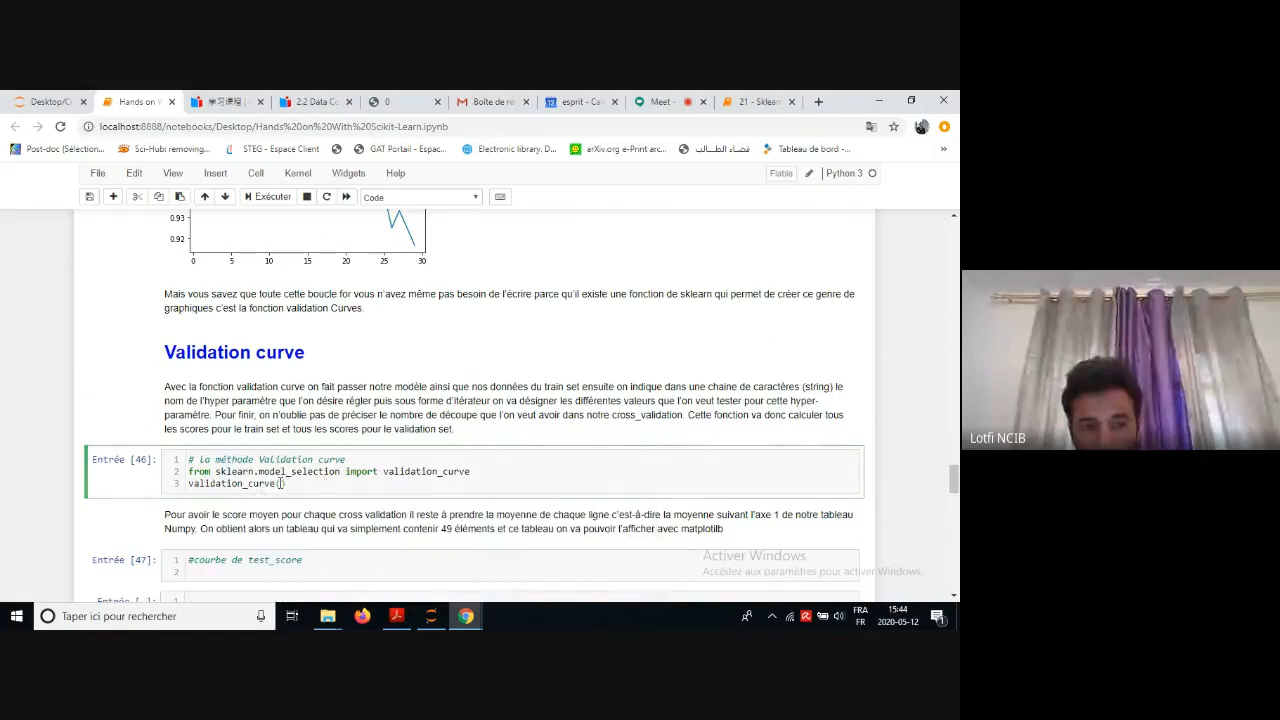 Desktop/Ci
Hands on W
学习课程 |
2.2 Data Co
0
Boîte de ré
esprit - Cale
Meet -
21 - Sklearn
localhost:8888/notebooks/Desktop/Hands%20on%20With%20Scikit-Learn.ipynb
Post-doc (Sélection...
Sci-Hub: removing...
STEG - Espace Client
GAT Portail - Espac...
Electronic library. D...
arXiv.org e-Print arc...
فضاء الطالب
Tableau de bord -...
»
File
Edit
View
Insert
Cell
Kernel
Widgets
Help
Fiable
Python 3
Exécuter
Code
0.93
0.92
0 5 10 15 20 25 30
Mais vous savez que toute cette boucle for vous n'avez même pas besoin de l'écrire parce qu'il existe une fonction de sklearn qui permet de créer ce genre de
graphiques c'est la fonction validation Curves.
Validation curve
Avec la fonction validation curve on fait passer notre modèle ainsi que nos données du train set ensuite on indique dans une chaine de caractères (string) le
nom de l'hyper paramètre que l'on désire régler puis sous forme d'itérateur on va désigner les différentes valeurs que l'on veut tester pour cette hyper-
paramètre. Pour finir, on n'oublie pas de préciser le nombre de découpe que l'on veut avoir dans notre cross_validation. Cette fonction va donc calculer tous
les scores pour le train set et tous les scores pour le validation set.
Entrée [46]:
1 # la méthode Validation curve
2 from sklearn.model_selection import validation_curve
3 validation_curve()
Pour avoir le score moyen pour chaque cross validation il reste à prendre la moyenne de chaque ligne c'est-à-dire la moyenne suivant l'axe 1 de notre tableau
Numpy. On obtient alors un tableau qui va simplement contenir 49 éléments et ce tableau on va pouvoir l'afficher avec matplotilb
Entrée [47]:
1 #courbe de test_score
2
Activer Windows
Accédez aux paramètres pour activer Windows.
Lotfi NCIB
Taper ici pour rechercher
FRA
FR
15:44
2020-05-12
1